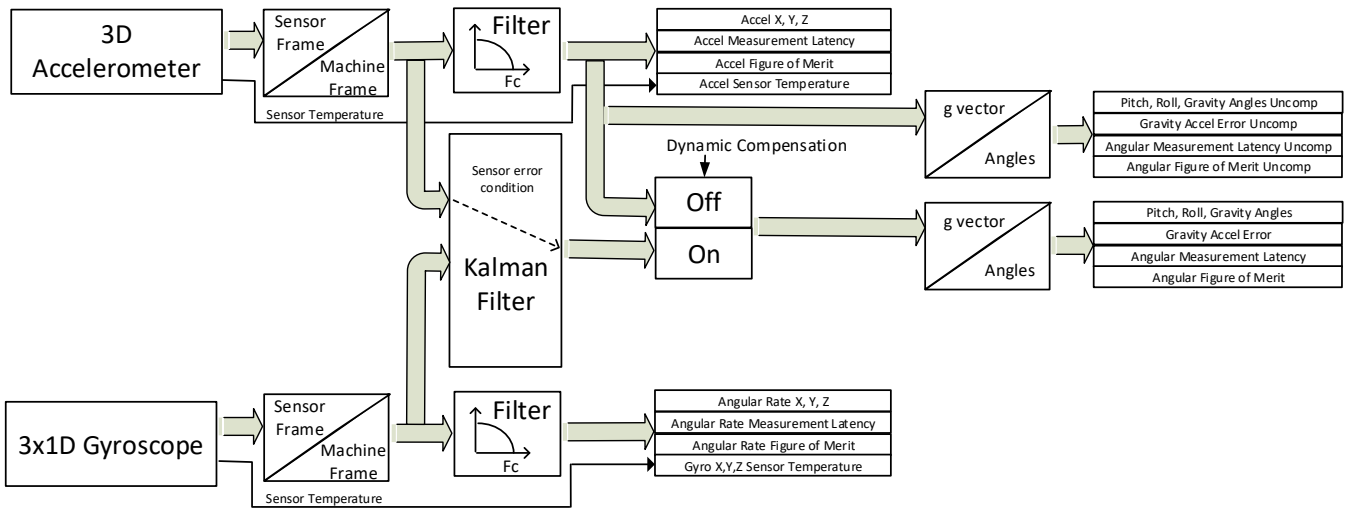 3D
Accelerometer
Sensor
Frame
Machine
Frame
Sensor Temperature
Filter
Fc
Accel X, Y, Z
Accel Measurement Latency
Accel Figure of Merit
Accel Sensor Temperature
g vector
Angles
Pitch, Roll, Gravity Angles Uncomp
Gravity Accel Error Uncomp
Angular Measurement Latency Uncomp
Angular Figure of Merit Uncomp
Sensor error
condition
Kalman
Filter
Dynamic Compensation
Off
On
g vector
Angles
Pitch, Roll, Gravity Angles
Gravity Accel Error
Angular Measurement Latency
Angular Figure of Merit
3x1D Gyroscope
Sensor
Frame
Machine
Frame
Sensor Temperature
Filter
Fc
Angular Rate X, Y, Z
Angular Rate Measurement Latency
Angular Rate Figure of Merit
Gyro X,Y,Z Sensor Temperature